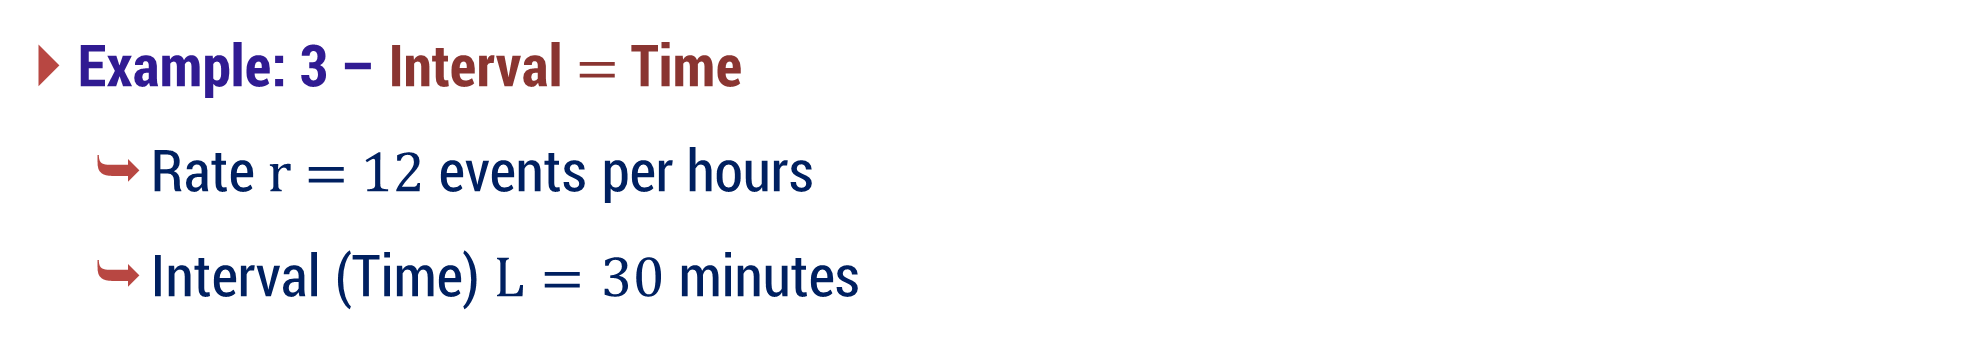 Example: 3 – Interval = Time
Rate r = 12 events per hours
Interval (Time) L = 30 minutes